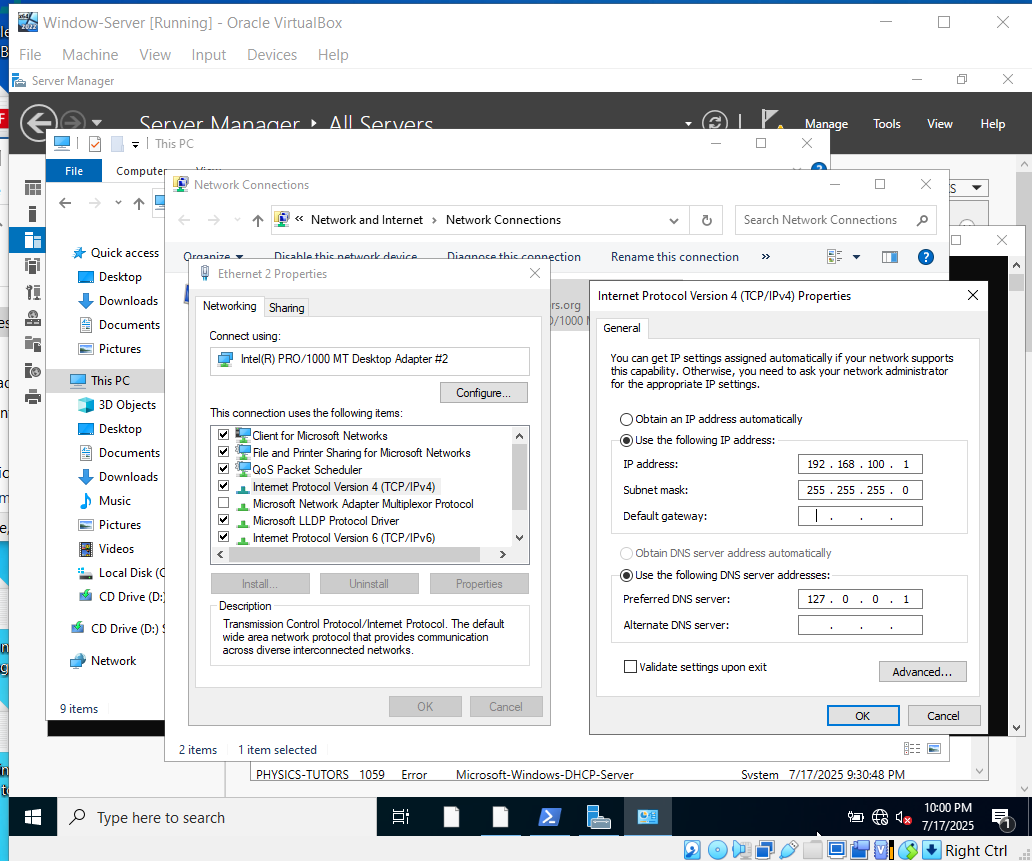 Window-Server [Running] - Oracle VirtualBox
File Machine View Input Devices Help
Server Manager
Server Manager All Servers
Manage Tools View Help
This PC
File Computer View
Network Connections
Network and Internet Network Connections
Search Network Connections
Organize Disable this network device Diagnose this connection Rename this connection
Ethernet 2 Properties
Networking
Sharing
Connect using:
Intel(R) PRO/1000 MT Desktop Adapter #2
Configure...
This connection uses the following items:
Client for Microsoft Networks
File and Printer Sharing for Microsoft Networks
QoS Packet Scheduler
Internet Protocol Version 4 (TCP/IPv4)
Microsoft Network Adapter Multiplexor Protocol
Microsoft LLDP Protocol Driver
Internet Protocol Version 6 (TCP/IPv6)
Install... Uninstall Properties
Description
Transmission Control Protocol/Internet Protocol. The default
wide area network protocol that provides communication
across diverse interconnected networks.
OK Cancel
Internet Protocol Version 4 (TCP/IPv4) Properties
General
You can get IP settings assigned automatically if your network supports
this capability. Otherwise, you need to ask your network administrator
for the appropriate IP settings.
Obtain an IP address automatically
Use the following IP address:
IP address: 192 . 168 . 100 . 1
Subnet mask: 255 . 255 . 255 . 0
Default gateway: . . .
Obtain DNS server address automatically
Use the following DNS server addresses:
Preferred DNS server: 127 . 0 . 0 . 1
Alternate DNS server: . . .
Validate settings upon exit
Advanced...
OK Cancel
Quick access
Desktop
Downloads
Documents
Pictures
This PC
3D Objects
Desktop
Documents
Downloads
Music
Pictures
Videos
Local Disk (C
CD Drive (D:)
CD Drive (D:) S
Network
9 items
2 items 1 item selected
PHYSICS-TUTORS 1059 Error Microsoft-Windows-DHCP-Server System 7/17/2025 9:30:48 PM
Type here to search
10:00 PM
7/17/2025
1
Right Ctrl